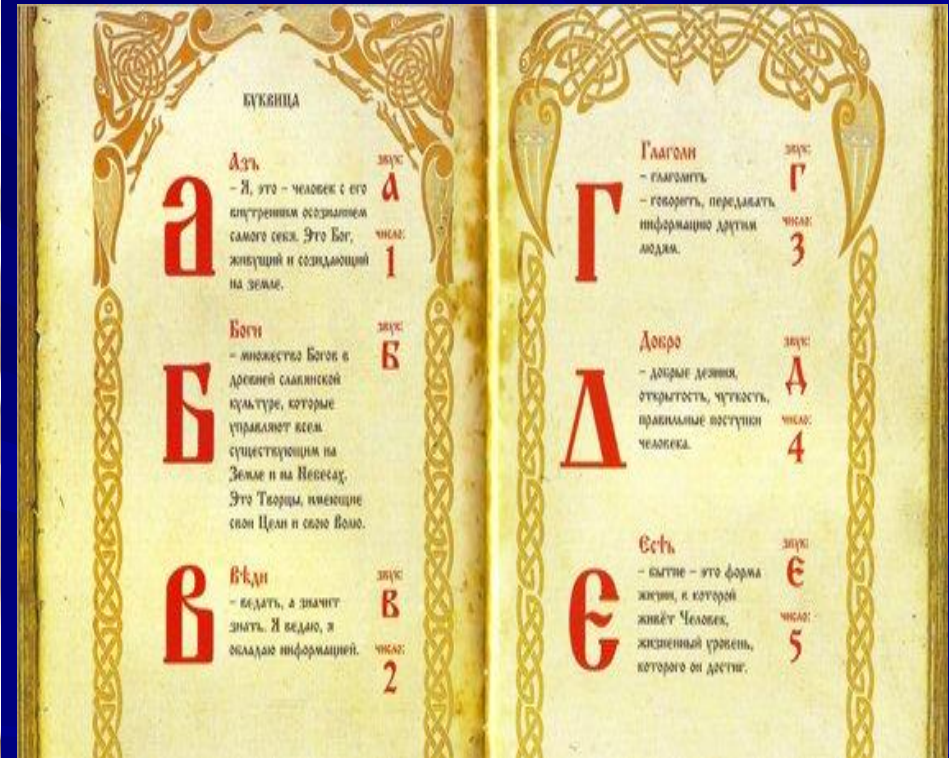 БУКВИЦА
А
Азъ
– Я, это – человек с его
внутренним осознанием
самого себя. Это Бог,
живущий и созидающий
на земле.
звук:
А
число:
1
Б
Боги
– множество Богов в
древней славянской
культуре, которые
управляют всем
существующим на
Земле и на Небесах.
Это Творцы, имеющие
свои Цели и свою Волю.
звук:
Б
В
Вѣди
– ведать, а значит
знать. Я ведаю, я
обладаю информацией.
звук:
В
число:
2
Г
Глаголи
– глаголить
– говорить, передавать
информацию другим
людям.
звук:
Г
число:
3
Д
Добро
– добрые деяния,
открытость, чуткость,
правильные поступки
человека.
звук:
Д
число:
4
Є
Єсть
– бытие – это форма
жизни, в которой
живёт Человек,
жизненный уровень,
которого он достиг.
звук:
Є
число:
5